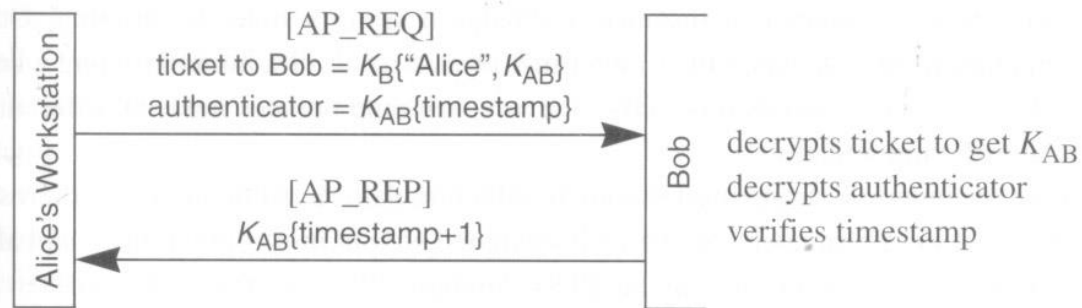 Alice's Workstation
[AP_REQ]
ticket to Bob = K_B{“Alice”, K_AB}
authenticator = K_AB{timestamp}
[AP_REP]
K_AB{timestamp+1}
Bob
decrypts ticket to get K_AB
decrypts authenticator
verifies timestamp